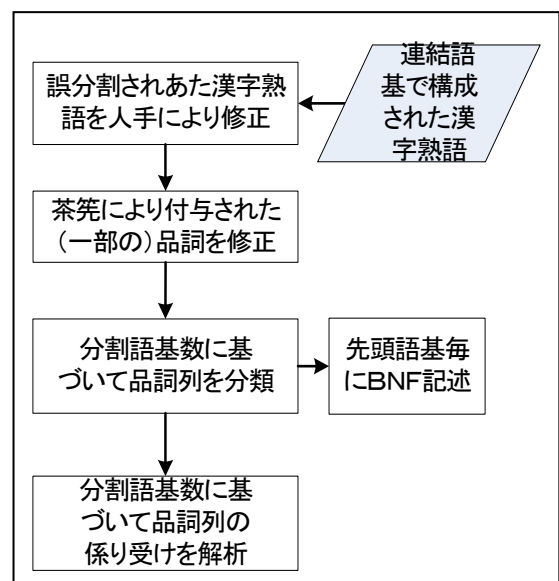 連結語
基で構成
された漢
字熟語
誤分割されあた漢字熟
語を人手により修正
茶筅により付与された
(一部の)品詞を修正
分割語基数に基
づいて品詞列を分類
先頭語基毎
にBNF記述
分割語基数に基
づいて品詞列の
係り受けを解析